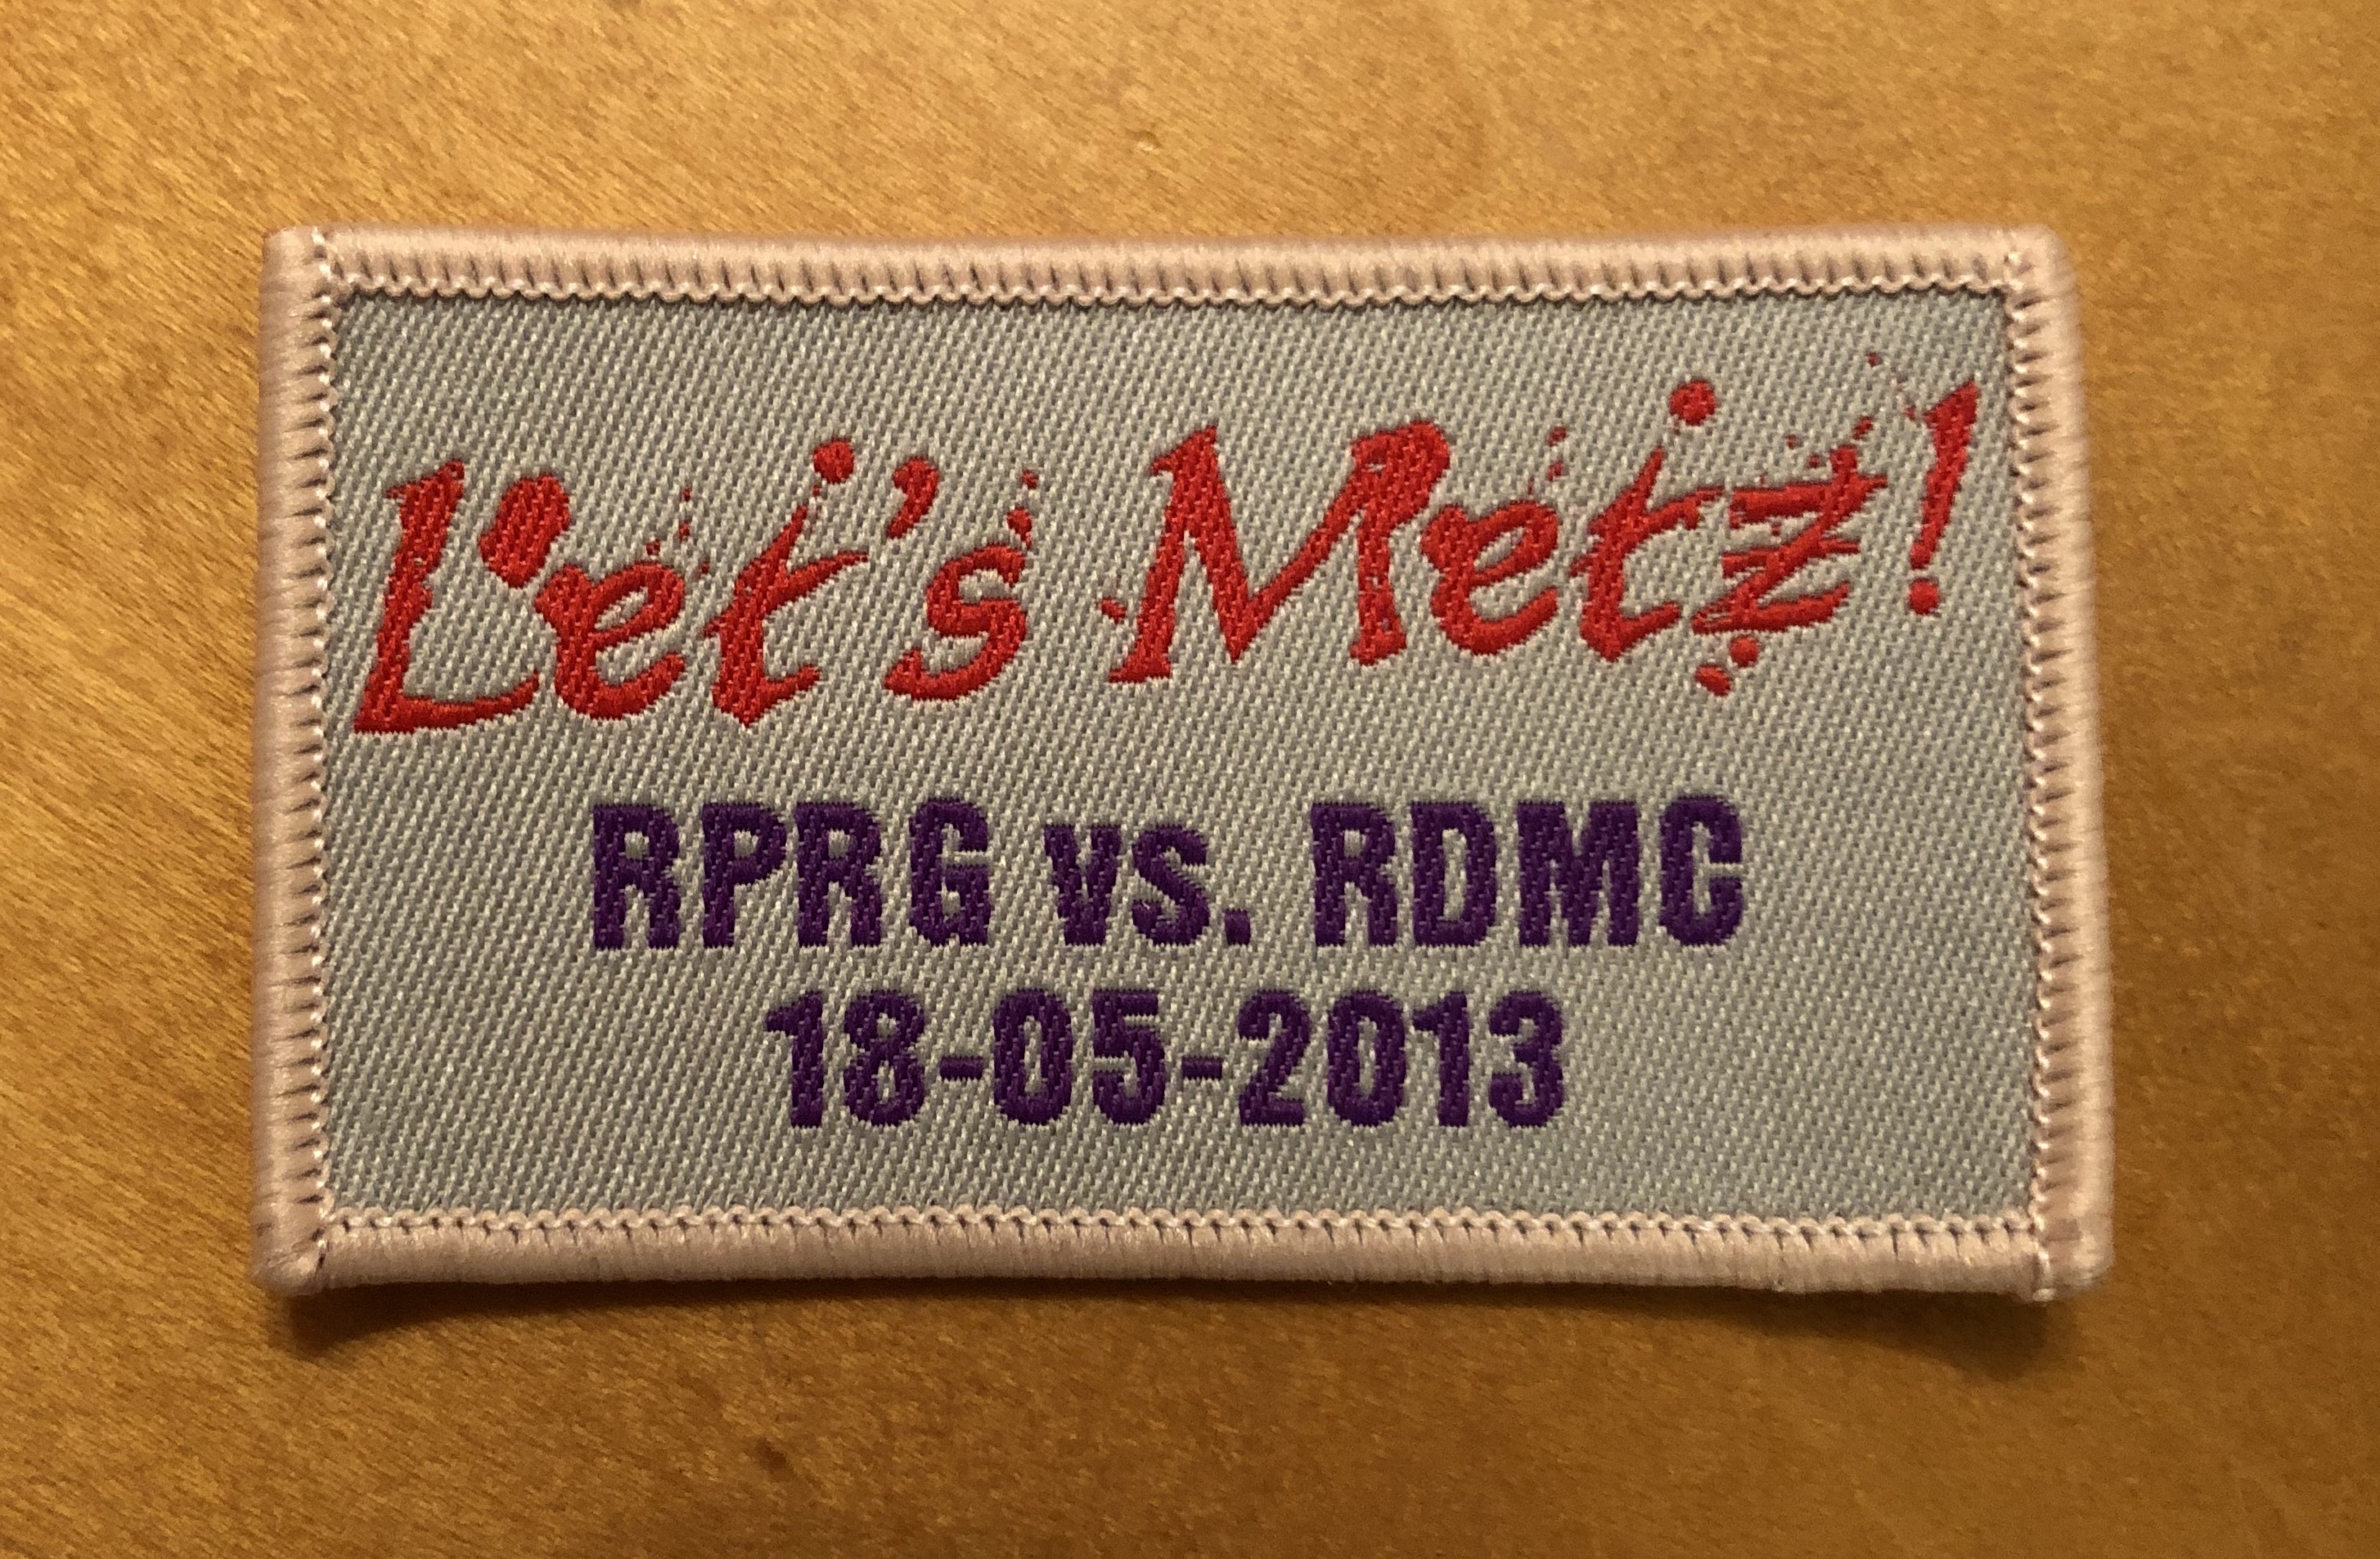 Let's Metz!
RPRG vs. RDMC
18-05-2013